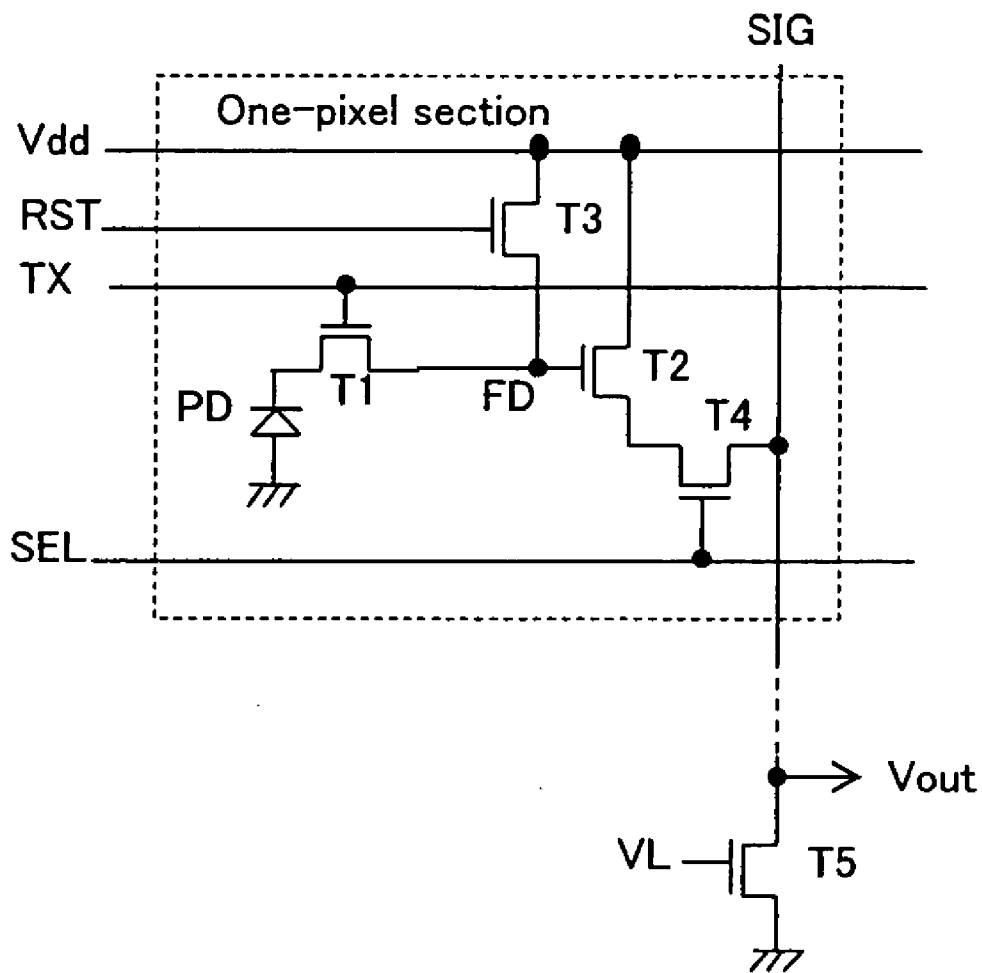 SIG
One-pixel section
Vdd
RST
T3
TX
T2
T1
FD
PD
T4
SEL
Vout
VL
T5